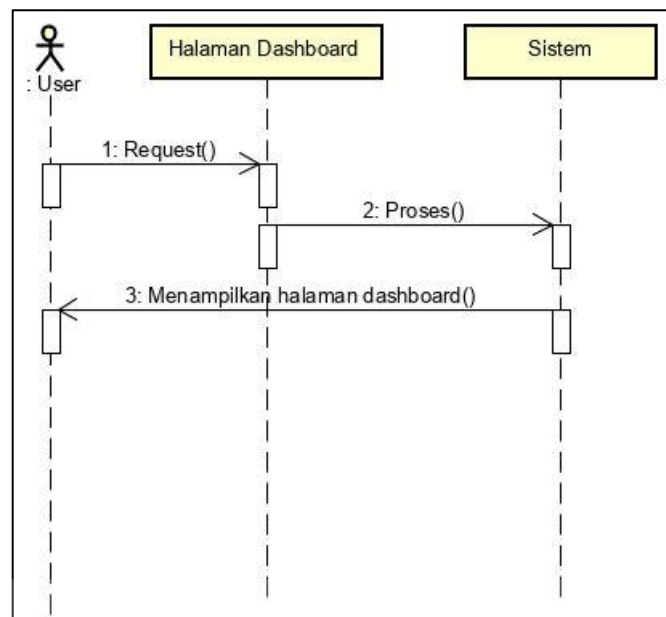 Halaman Dashboard
Sistem
: User
1: Request()
2: Proses()
3: Menampilkan halaman dashboard()